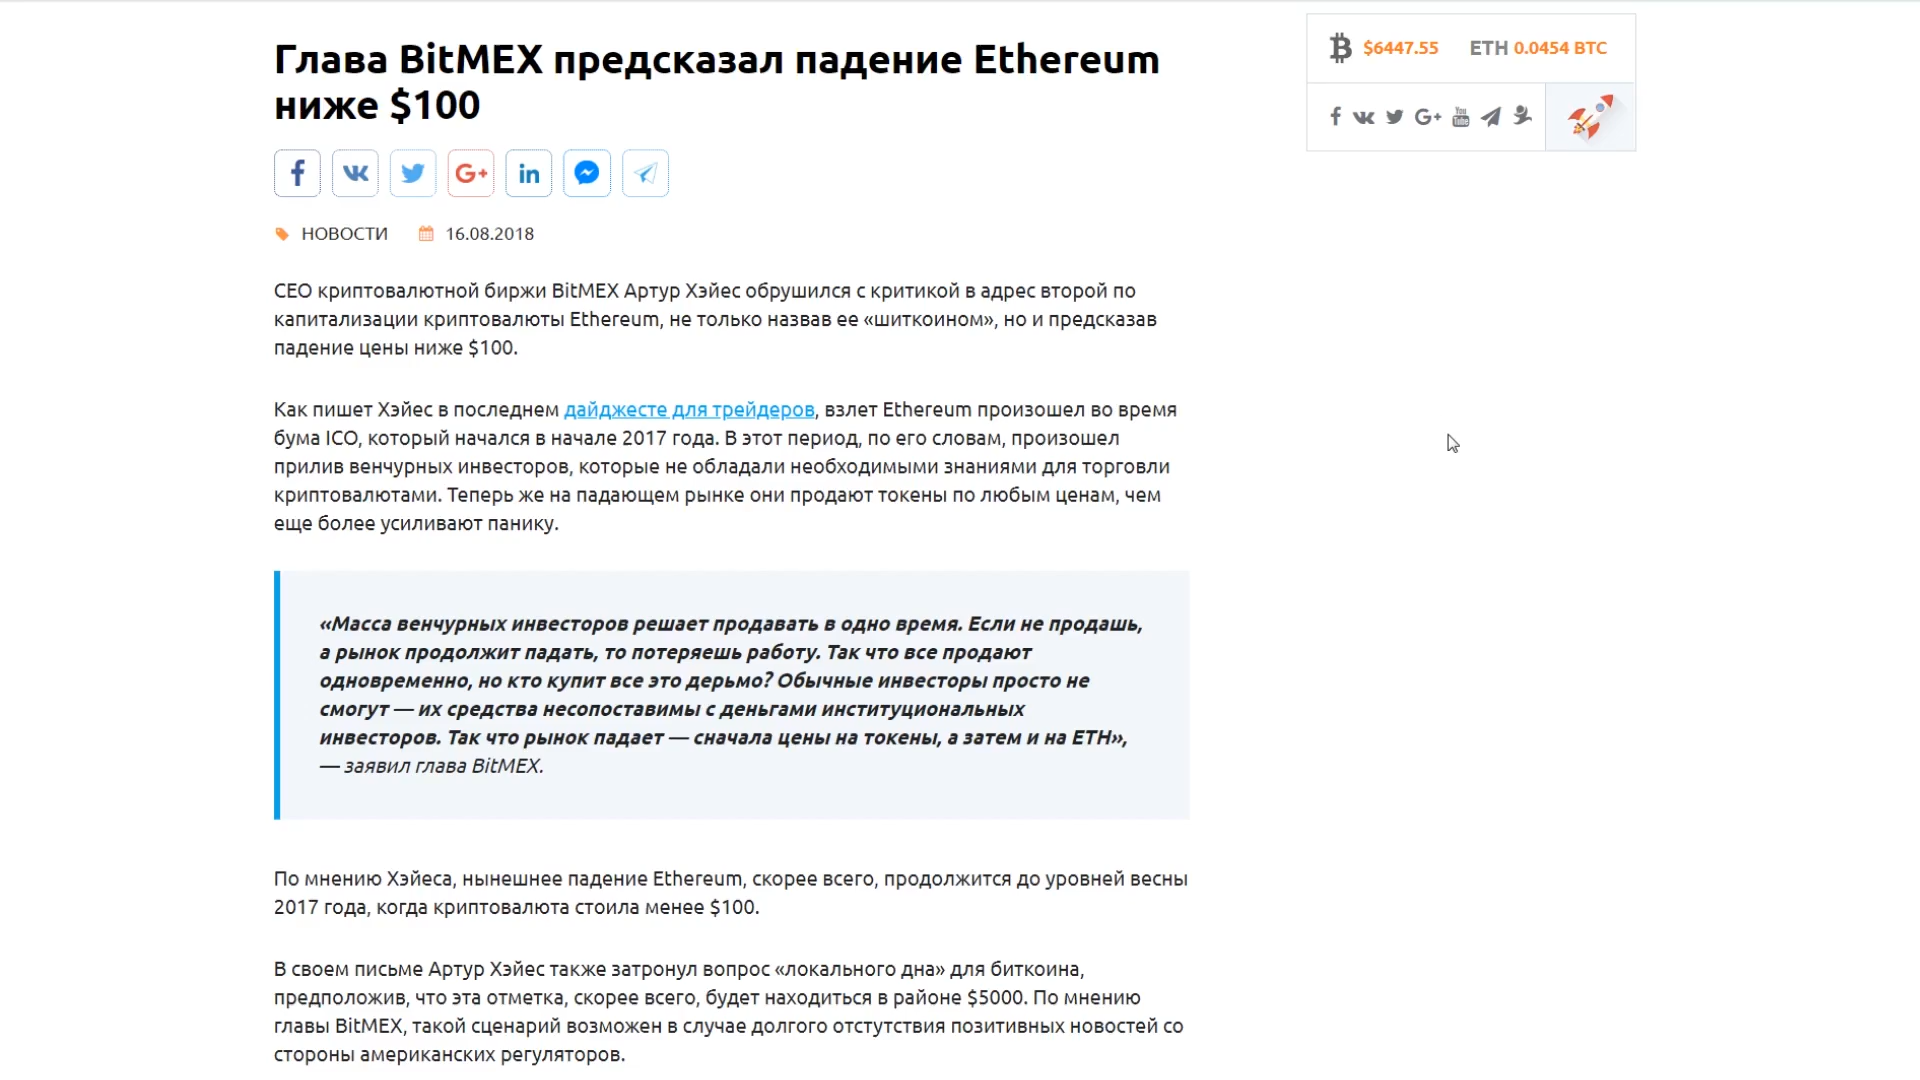 Глава BitMEX предсказал падение Ethereum
ниже $100
$6447.55 ETH 0.0454 BTC
НОВОСТИ 16.08.2018
CEO криптовалютной биржи BitMEX Артур Хэйес обрушился с критикой в адрес второй по
капитализации криптовалюты Ethereum, не только назвав ее «шиткоином», но и предсказав
падение цены ниже $100.
Как пишет Хэйес в последнем дайджесте для трейдеров, взлет Ethereum произошел во время
бума ICO, который начался в начале 2017 года. В этот период, по его словам, произошел
прилив венчурных инвесторов, которые не обладали необходимыми знаниями для торговли
криптовалютами. Теперь же на падающем рынке они продают токены по любым ценам, чем
еще более усиливают панику.
«Масса венчурных инвесторов решает продавать в одно время. Если не продашь,
а рынок продолжит падать, то потеряешь работу. Так что все продают
одновременно, но кто купит все это дерьмо? Обычные инвесторы просто не
смогут — их средства несопоставимы с деньгами институциональных
инвесторов. Так что рынок падает — сначала цены на токены, а затем и на ETH»,
— заявил глава BitMEX.
По мнению Хэйеса, нынешнее падение Ethereum, скорее всего, продолжится до уровней весны
2017 года, когда криптовалюта стоила менее $100.
В своем письме Артур Хэйес также затронул вопрос «локального дна» для биткоина,
предположив, что эта отметка, скорее всего, будет находиться в районе $5000. По мнению
главы BitMEX, такой сценарий возможен в случае долгого отстутствия позитивных новостей со
стороны американских регуляторов.